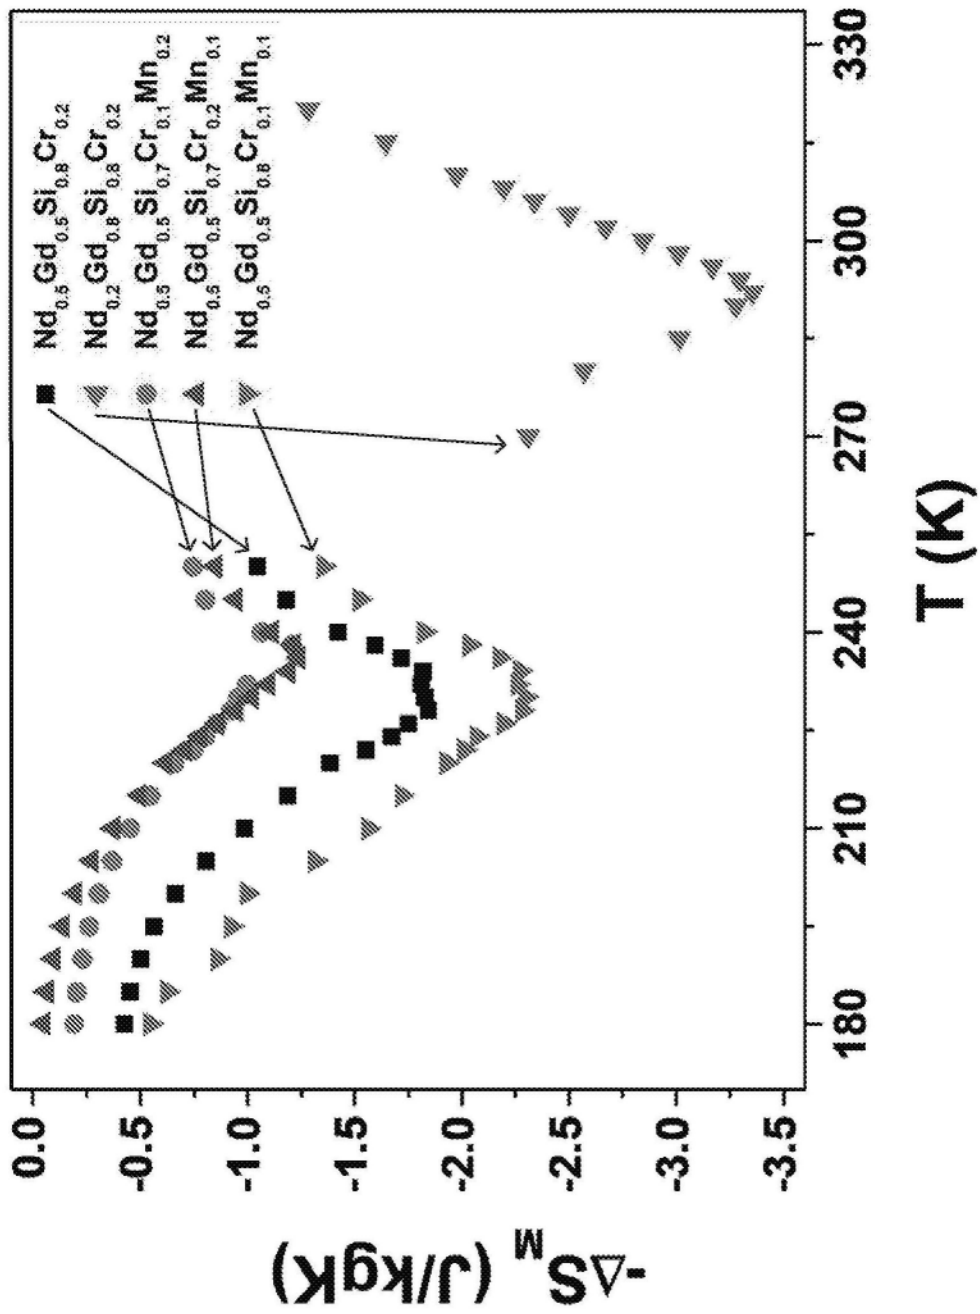 Nd0.5Gd0.5Si0.8Cr0.2
Nd0.2Gd0.8Si0.8Cr0.2
Nd0.5Gd0.5Si0.7Cr0.1Mn0.2
Nd0.5Gd0.5Si0.7Cr0.2Mn0.1
Nd0.5Gd0.5Si0.8Cr0.1Mn0.1
0.0
-0.5
-1.0
-1.5
-2.0
-2.5
-3.0
-3.5
-ΔSM (J/kgK)
180 210 240 270 300 330
T (K)